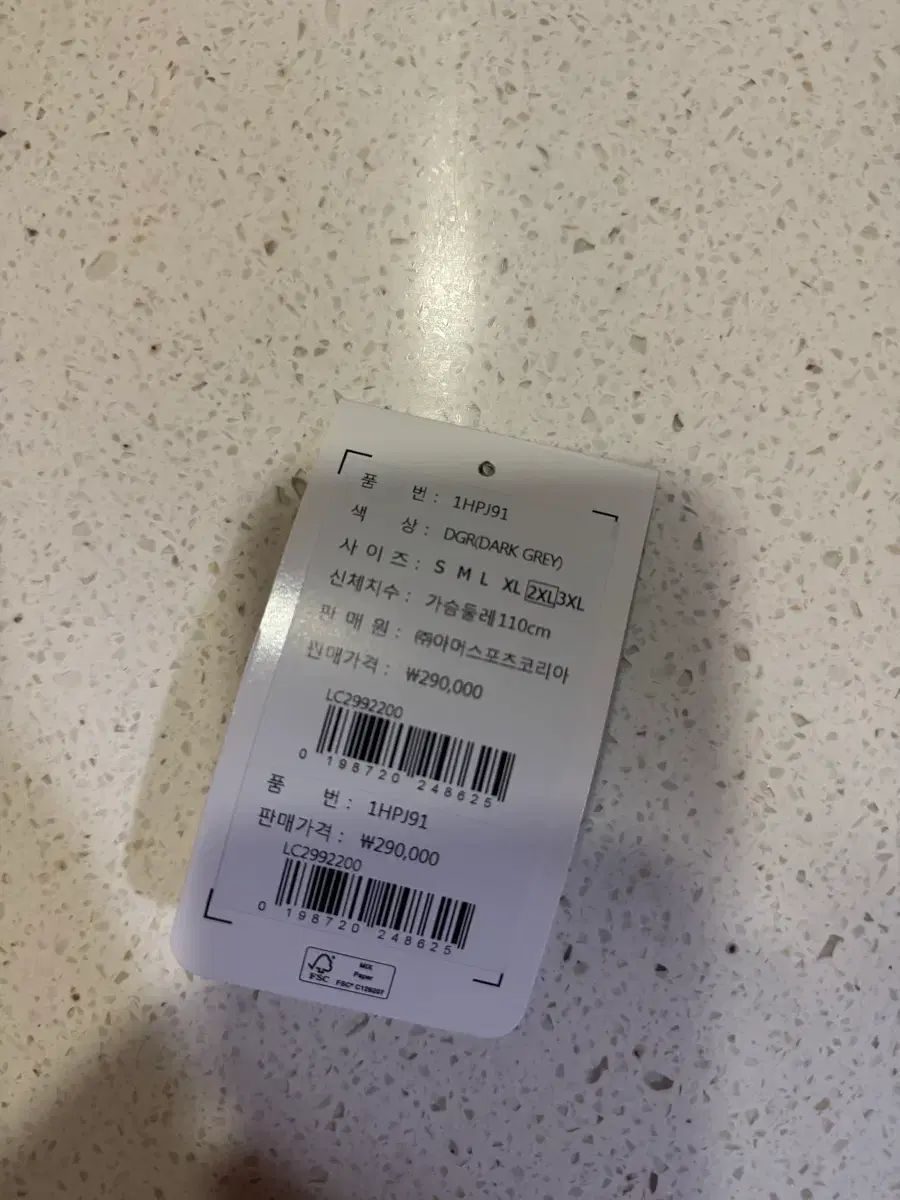 품 번 : 1HPJ91
색 상 : DGR(DARK GREY)
사 이 즈 : S M L XL 2XL 3XL
신체치수 : 가슴둘레110cm
판 매 원 : ㈜아머스포츠코리아
판매가격 : ₩290,000
LC2992200
0 198720 248625
품 번 : 1HPJ91
판매가격 : ₩290,000
LC2992200
0 198720 248625
FSC
MIX
Paper
FSC® C126207